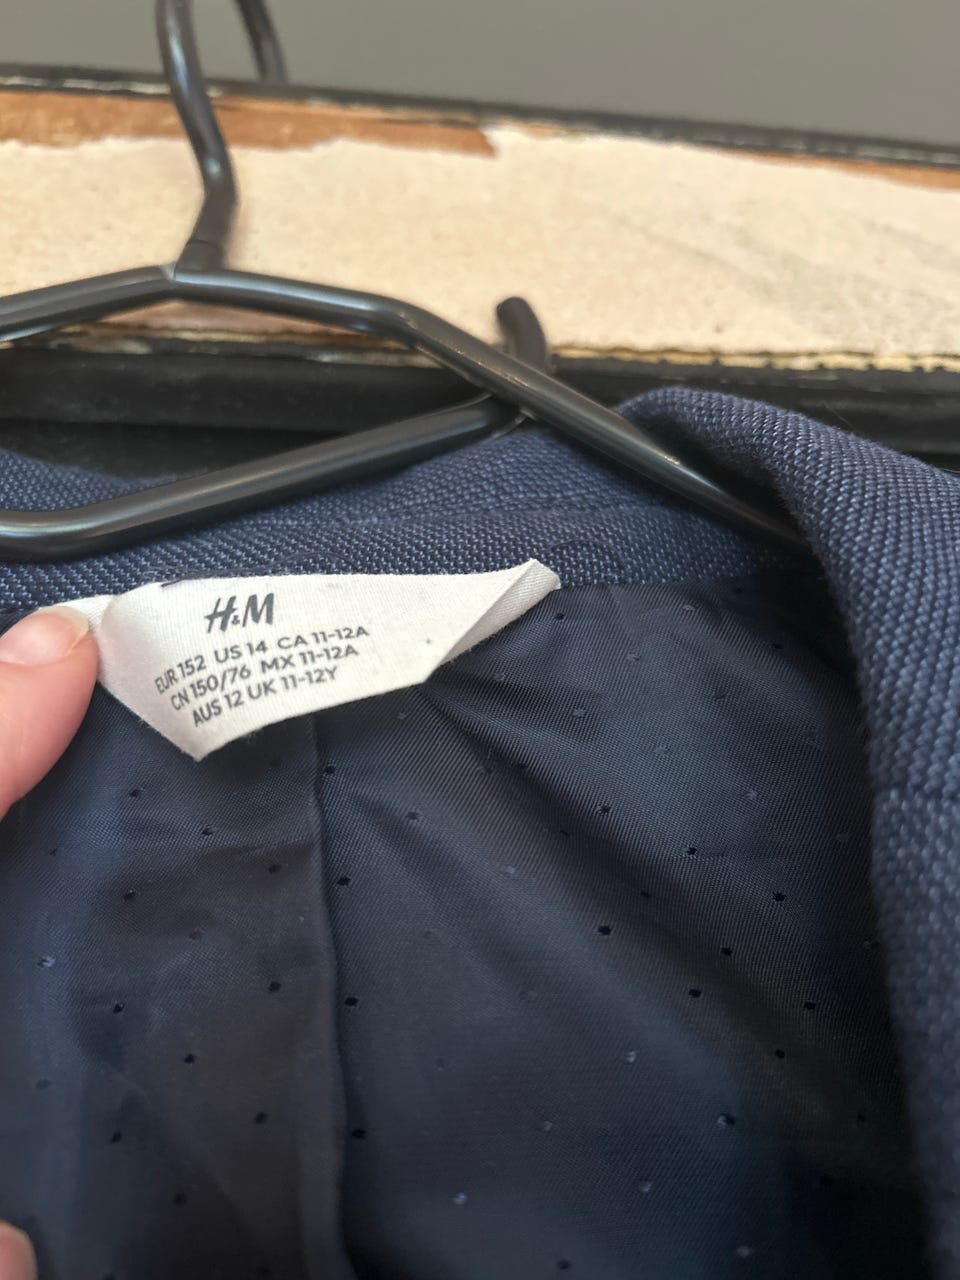 H&M
EUR 152 US 14 CA 11-12A
CN 150/76 MX 11-12A
AUS 12 UK 11-12Y